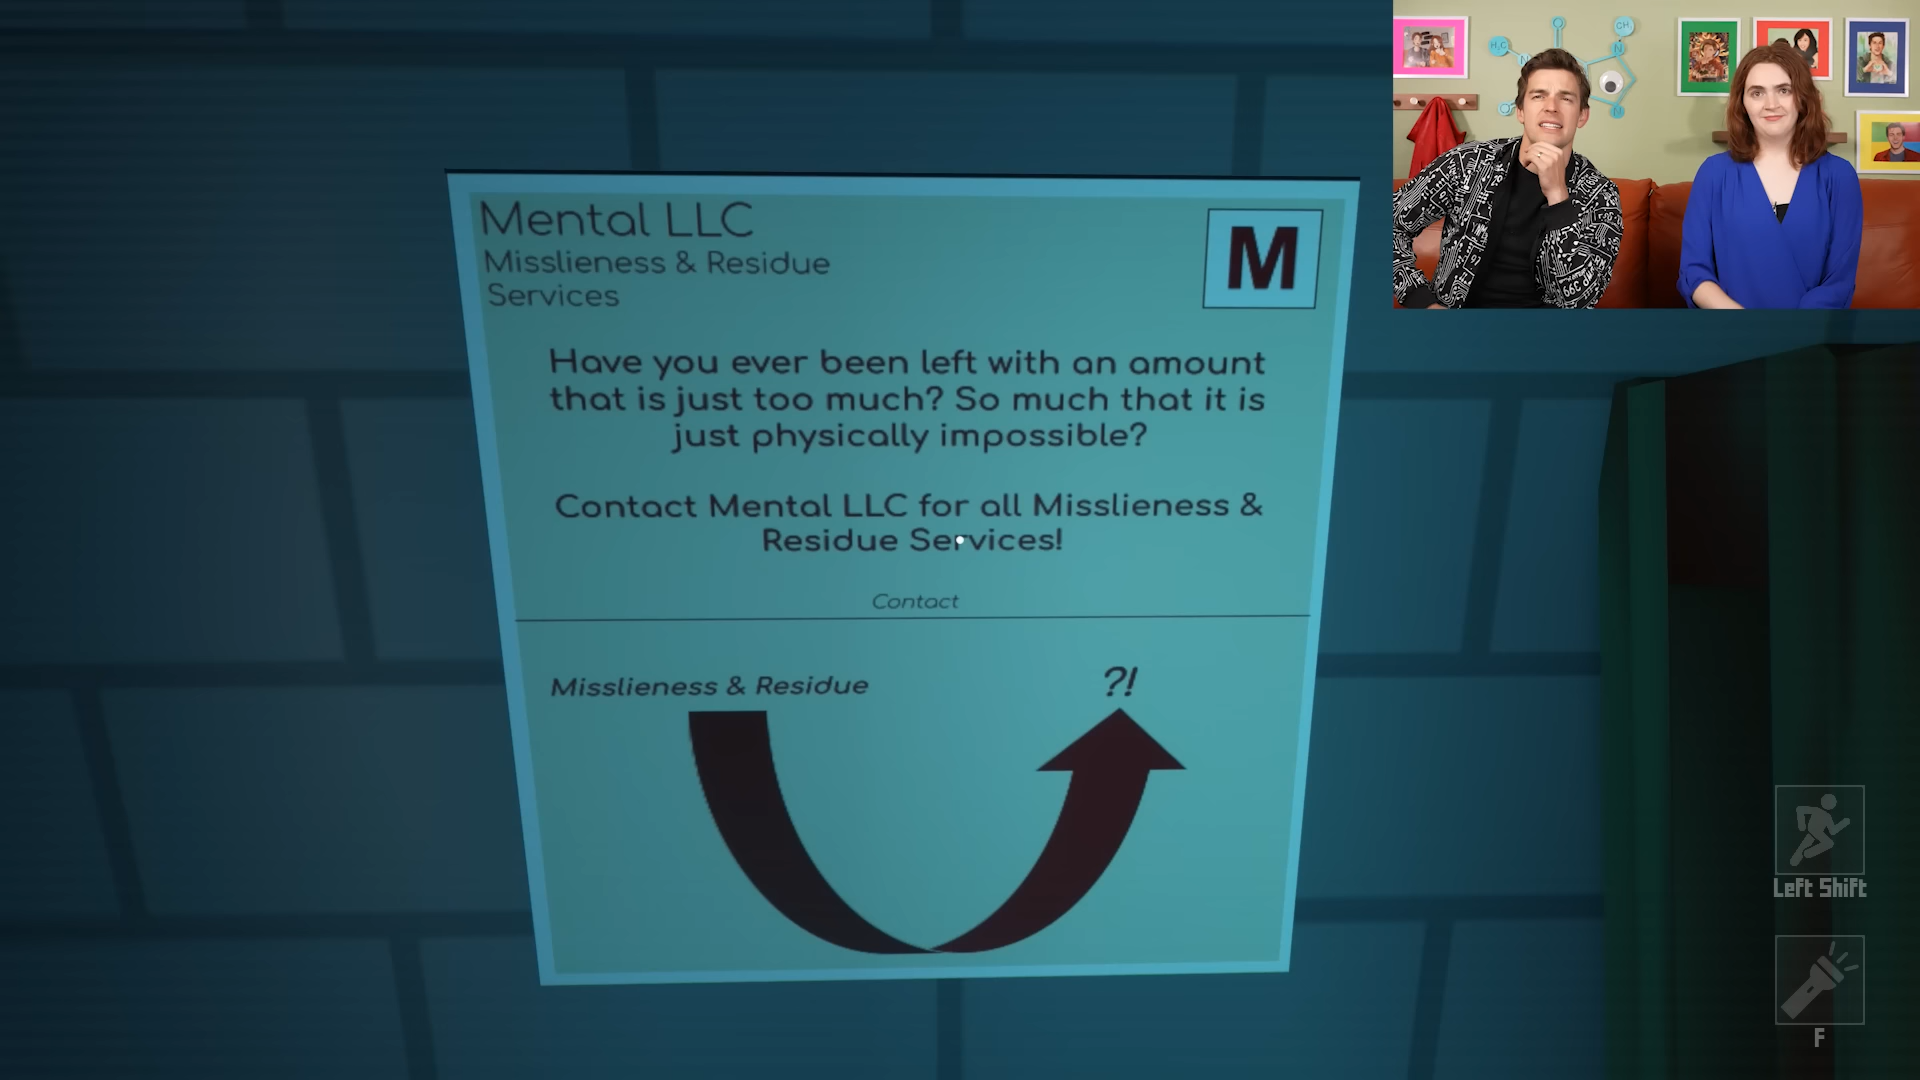 Mental LLC
Misslieness & Residue
Services
M
Have you ever been left with an amount
that is just too much? So much that it is
just physically impossible?
Contact Mental LLC for all Misslieness &
Residue Services!
Contact
Misslieness & Residue
?!
Left Shift
F
CH₃
H₃C
N
N
N
O
O